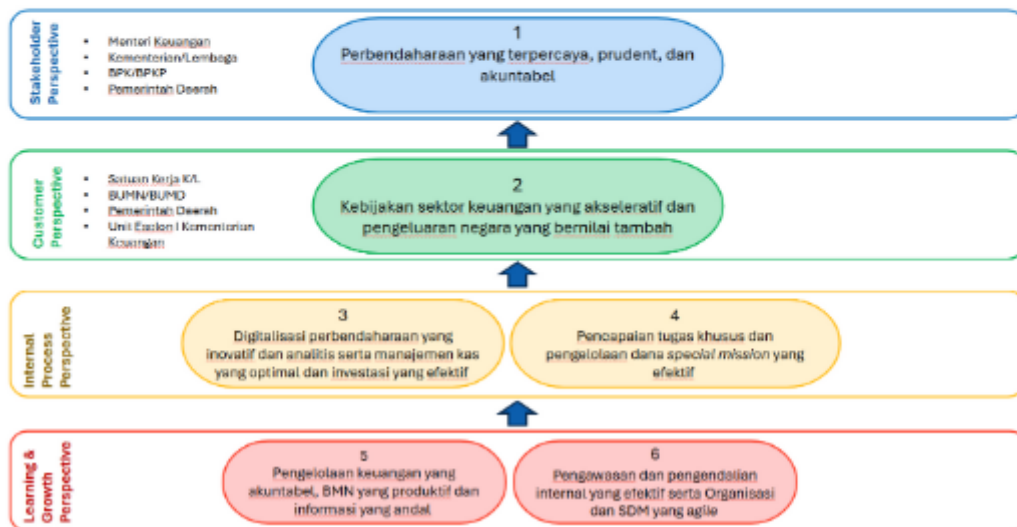 Stakeholder
Perspective
• Menteri Keuangan
• Kementerian/Lembaga
• BPK/BPKP
• Pemerintah Daerah
1
Perbendaharaan yang terpercaya, prudent, dan
akuntabel
Customer
Perspective
• Satuan Kerja K/L
• BUMN/BUMD
• Pemerintah Daerah
• Unit Eselon I Kementerian
Keuangan
2
Kebijakan sektor keuangan yang akseleratif dan
pengeluaran negara yang bernilai tambah
Internal
Process
Perspective
3
Digitalisasi perbendaharaan yang
inovatif dan analitis serta manajemen kas
yang optimal dan investasi yang efektif
4
Pencapaian tugas khusus dan
pengelolaan dana special mission yang
efektif
Learning &
Growth
Perspective
5
Pengelolaan keuangan yang
akuntabel, BMN yang produktif dan
informasi yang andal
6
Pengawasan dan pengendalian
internal yang efektif serta Organisasi
dan SDM yang agile